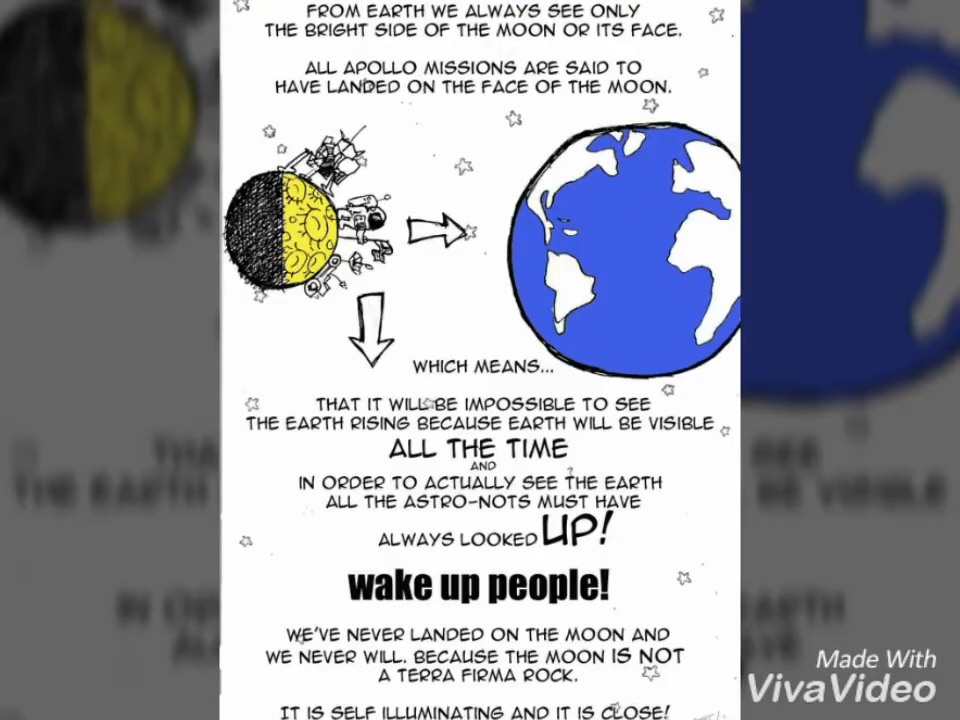 FROM EARTH WE ALWAYS SEE ONLY
THE BRIGHT SIDE OF THE MOON OR ITS FACE.
ALL APOLLO MISSIONS ARE SAID TO
HAVE LANDED ON THE FACE OF THE MOON.
WHICH MEANS...
THAT IT WILL BE IMPOSSIBLE TO SEE
THE EARTH RISING BECAUSE EARTH WILL BE VISIBLE
ALL THE TIME
AND
IN ORDER TO ACTUALLY SEE THE EARTH
ALL THE ASTRO-NOTS MUST HAVE
ALWAYS LOOKED UP!
wake up people!
WE'VE NEVER LANDED ON THE MOON AND
WE NEVER WILL. BECAUSE THE MOON IS NOT
A TERRA FIRMA ROCK.
IT IS SELF ILLUMINATING AND IT IS CLOSE!
Made With
VivaVideo